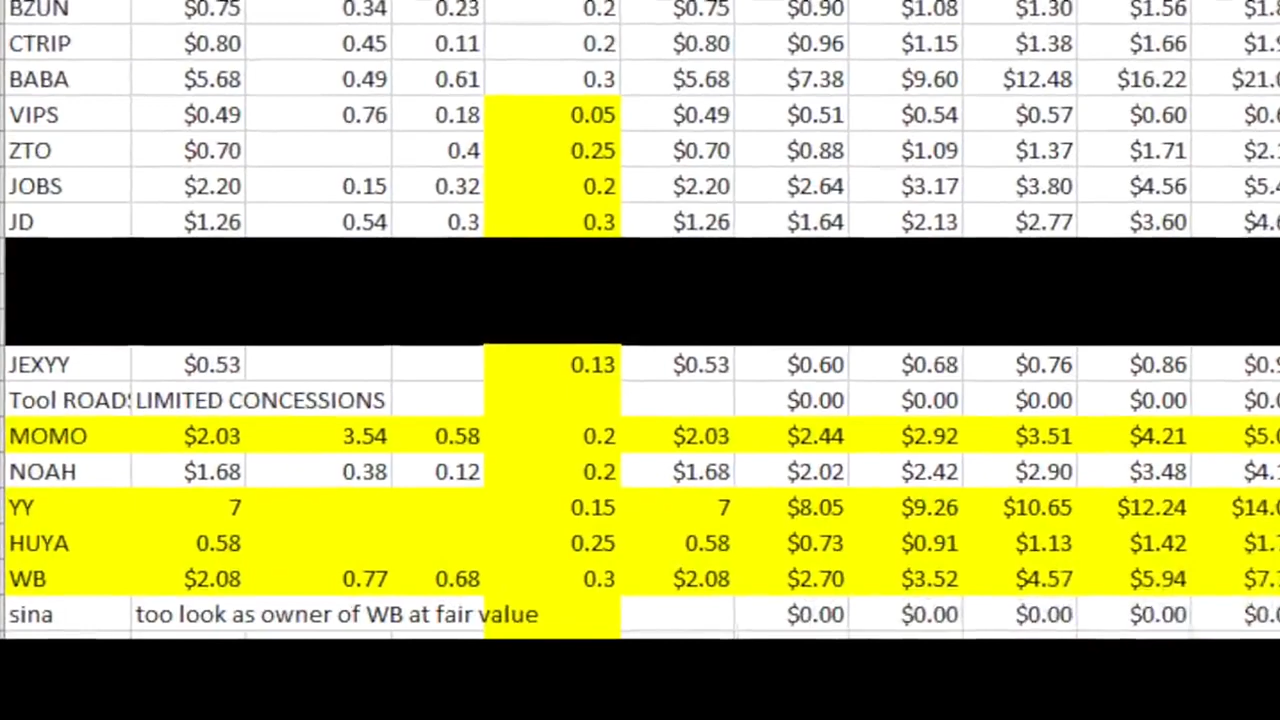 BZUN $0.75 0.34 0.23 0.2 $0.75 $0.90 $1.08 $1.30 $1.56
CTRIP $0.80 0.45 0.11 0.2 $0.80 $0.96 $1.15 $1.38 $1.66
BABA $5.68 0.49 0.61 0.3 $5.68 $7.38 $9.60 $12.48 $16.22
VIPS $0.49 0.76 0.18 0.05 $0.49 $0.51 $0.54 $0.57 $0.60
ZTO $0.70 0.4 0.25 $0.70 $0.88 $1.09 $1.37 $1.71
JOBS $2.20 0.15 0.32 0.2 $2.20 $2.64 $3.17 $3.80 $4.56
JD $1.26 0.54 0.3 0.3 $1.26 $1.64 $2.13 $2.77 $3.60
JEXYY $0.53 0.13 $0.53 $0.60 $0.68 $0.76 $0.86
Tool ROADS LIMITED CONCESSIONS $0.00 $0.00 $0.00 $0.00
MOMO $2.03 3.54 0.58 0.2 $2.03 $2.44 $2.92 $3.51 $4.21
NOAH $1.68 0.38 0.12 0.2 $1.68 $2.02 $2.42 $2.90 $3.48
YY 7 0.15 7 $8.05 $9.26 $10.65 $12.24
HUYA 0.58 0.25 0.58 $0.73 $0.91 $1.13 $1.42
WB $2.08 0.77 0.68 0.3 $2.08 $2.70 $3.52 $4.57 $5.94
sina too look as owner of WB at fair value $0.00 $0.00 $0.00 $0.00